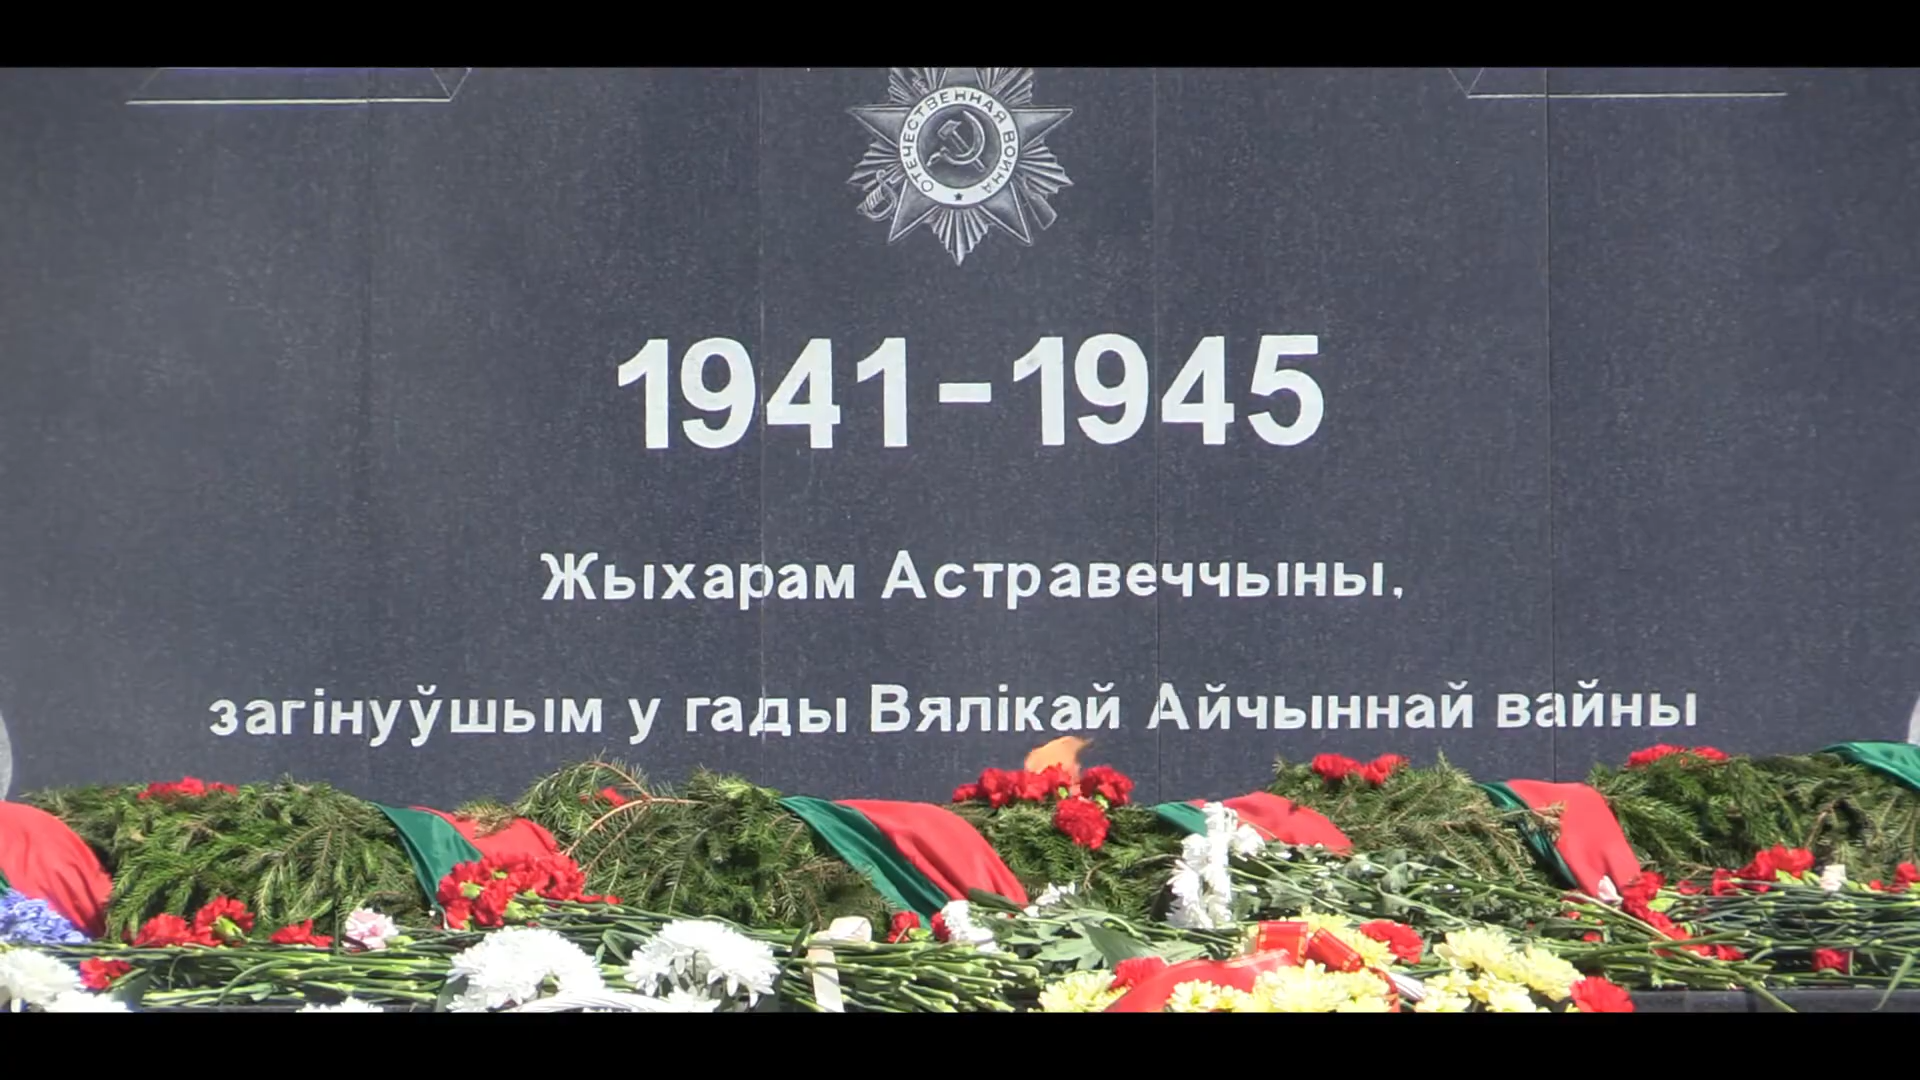 ОТЕЧЕСТВЕННАЯ ВОЙНА
1941-1945
Жыхарам Астравеччыны,
загінуўшым у гады Вялікай Айчыннай вайны